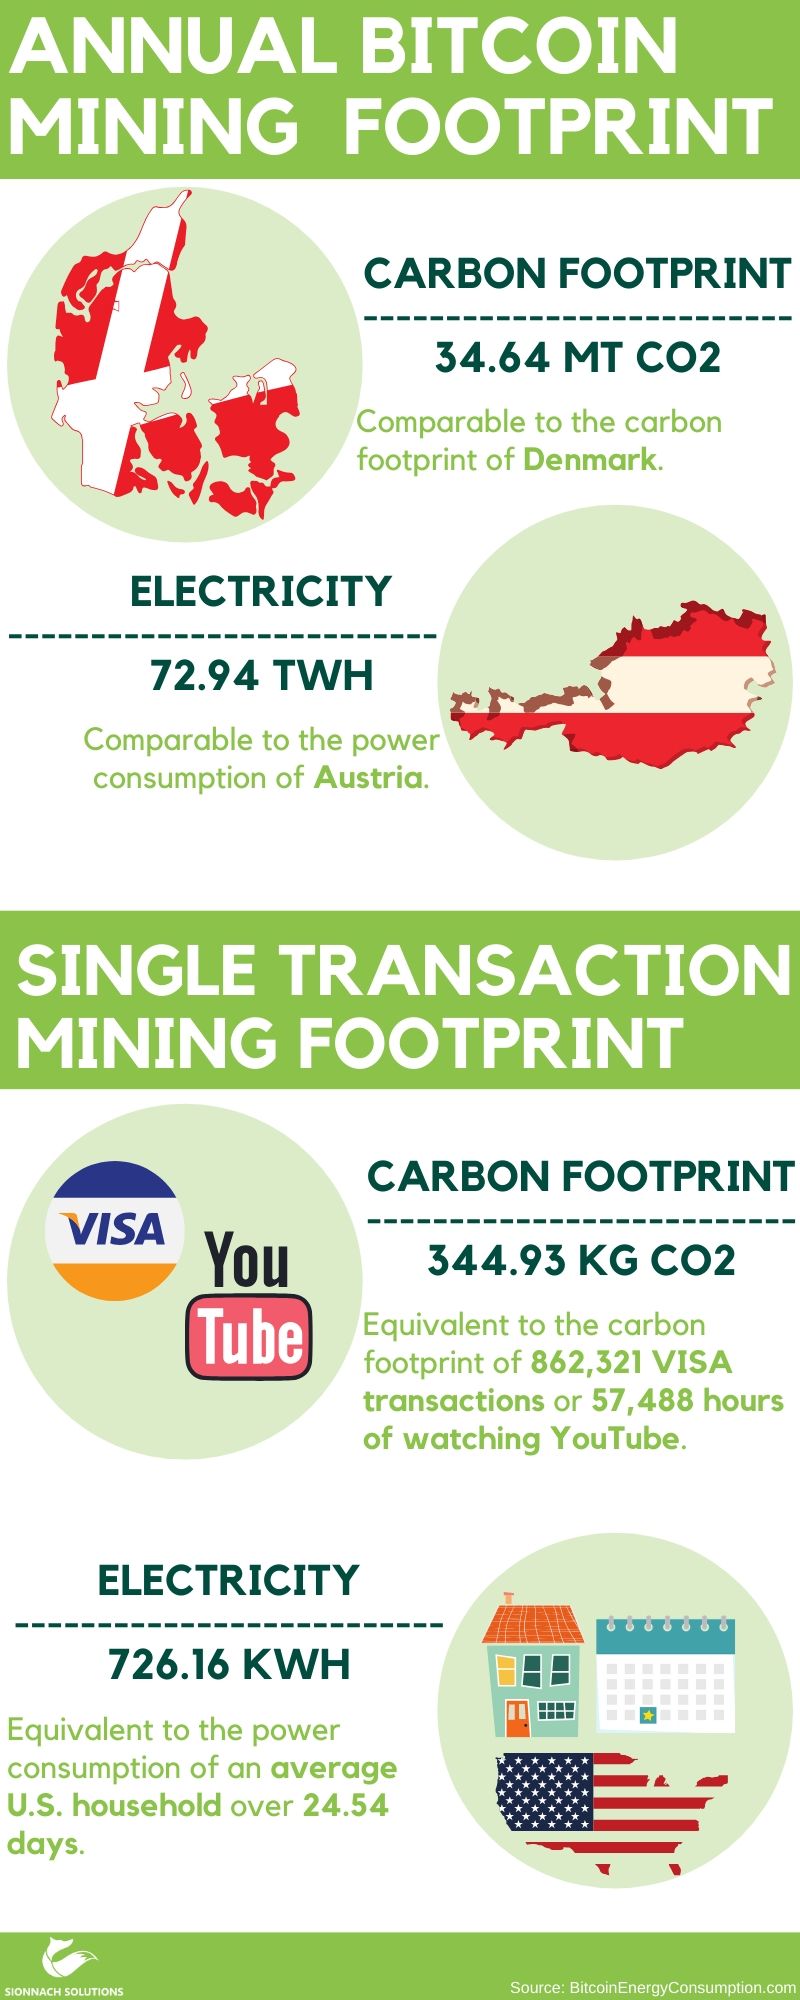 ANNUAL BITCOIN
MINING FOOTPRINT
CARBON FOOTPRINT
34.64 MT CO2
Comparable to the carbon
footprint of Denmark.
ELECTRICITY
72.94 TWH
Comparable to the power
consumption of Austria.
SINGLE TRANSACTION
MINING FOOTPRINT
VISA
You
Tube
CARBON FOOTPRINT
344.93 KG CO2
Equivalent to the carbon
footprint of 862,321 VISA
transactions or 57,488 hours
of watching YouTube.
ELECTRICITY
726.16 KWH
Equivalent to the power
consumption of an average
U.S. household over 24.54
days.
SIONNACH SOLUTIONS
Source: BitcoinEnergyConsumption.com